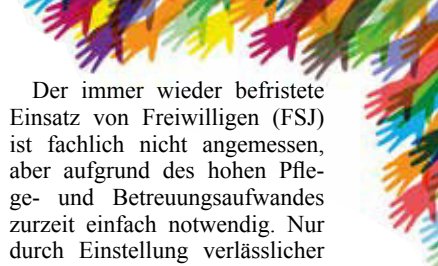 Der immer wieder befristete
Einsatz von Freiwilligen (FSJ)
ist fachlich nicht angemessen,
aber aufgrund des hohen Pfle-
ge- und Betreuungsaufwandes
zurzeit einfach notwendig. Nur
durch Einstellung verlässlicher